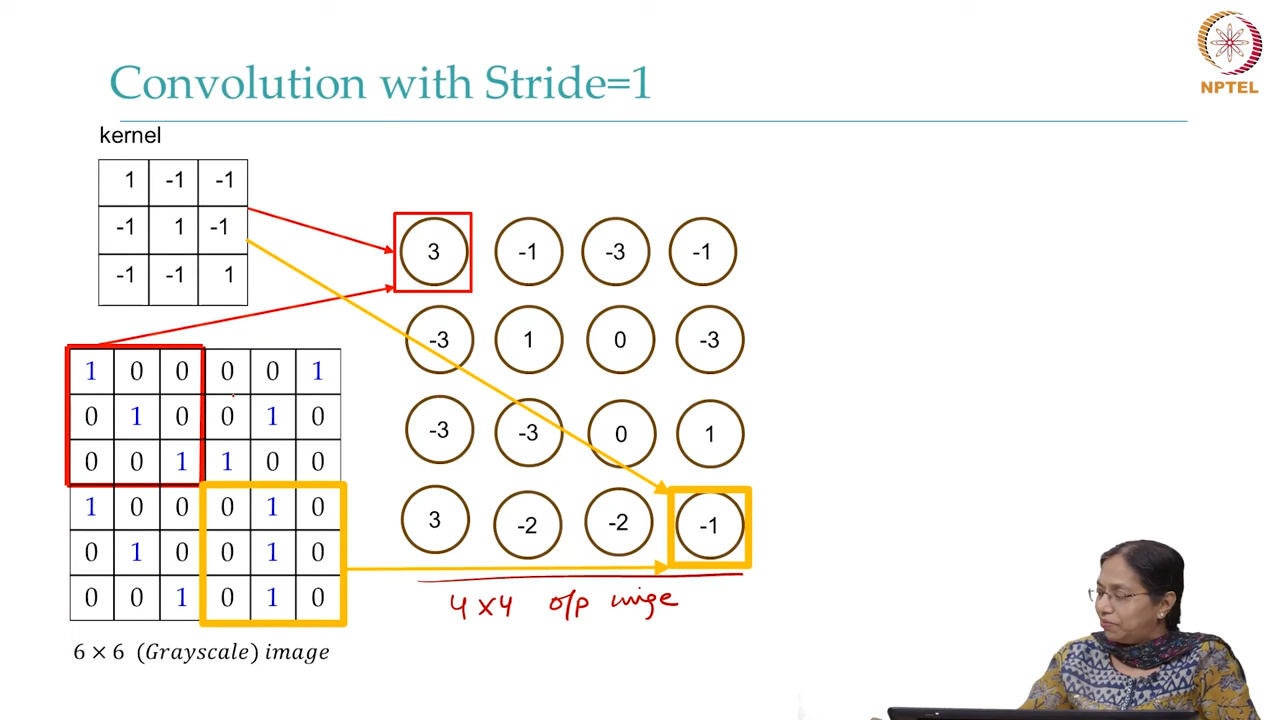 Convolution with Stride=1
NPTEL
kernel
1 -1 -1
-1 1 -1
-1 -1 1
3 -1 -3 -1
-3 1 0 -3
-3 -3 0 1
3 -2 -2 -1
1 0 0 0 0 1
0 1 0 0 1 0
0 0 1 1 0 0
1 0 0 0 1 0
0 1 0 0 1 0
0 0 1 0 1 0
4 x 4 o/p
6 × 6 (Grayscale) image